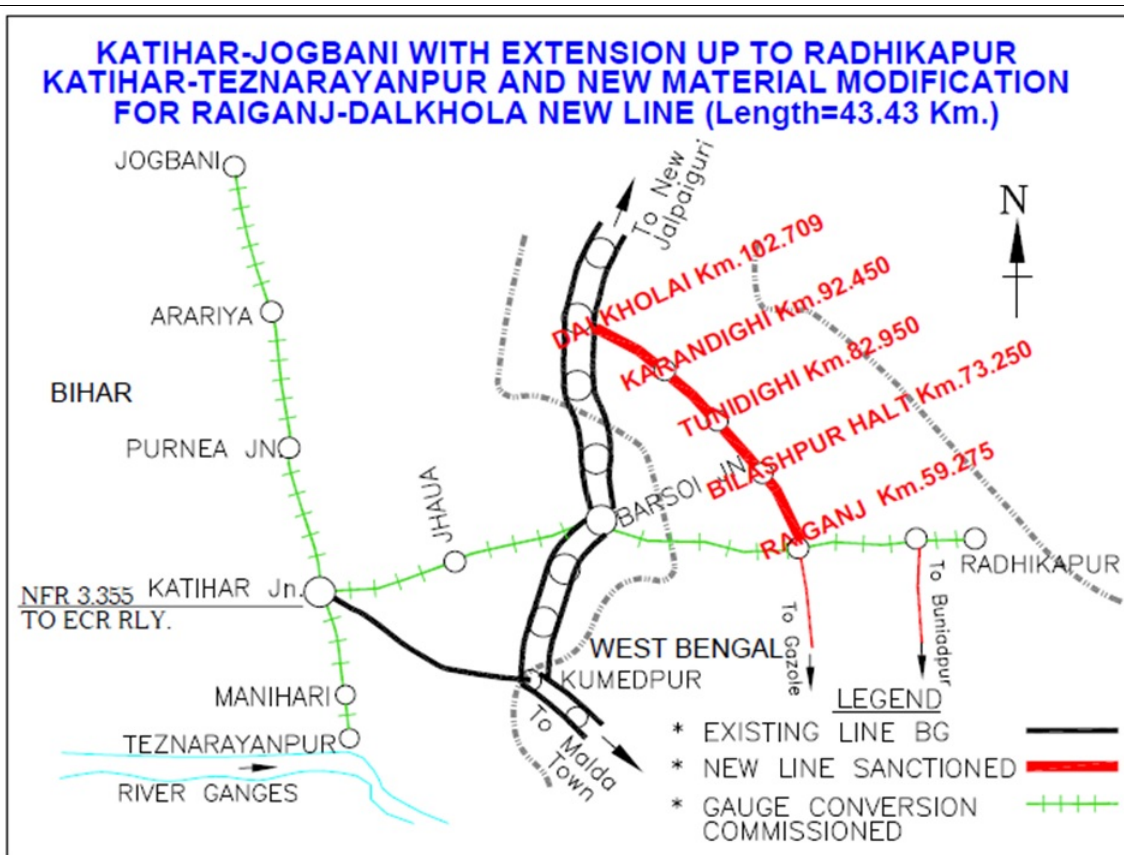 KATIHAR-JOGBANI WITH EXTENSION UP TO RADHIKAPUR
KATIHAR-TEZNARAYANPUR AND NEW MATERIAL MODIFICATION
FOR RAIGANJ-DALKHOLA NEW LINE (Length=43.43 Km.)
JOGBANI
To New
Jalpaiguri
N
DALKHOLAI Km.102.709
KARANDIGHI Km.92.450
ARARIYA
TUNIDIGHI Km.82.950
BIHAR
BILASHPUR HALT Km.73.250
PURNEA JN.
BARSOI JN
JHAUA
RAIGANJ Km.59.275
RADHIKAPUR
KATIHAR Jn.
NFR 3.355
TO ECR RLY.
To Gazole
To Buniadpur
WEST BENGAL
KUMEDPUR
MANIHARI
To Malda
Town
TEZNARAYANPUR
RIVER GANGES
LEGEND
* EXISTING LINE BG
* NEW LINE SANCTIONED
* GAUGE CONVERSION
COMMISSIONED